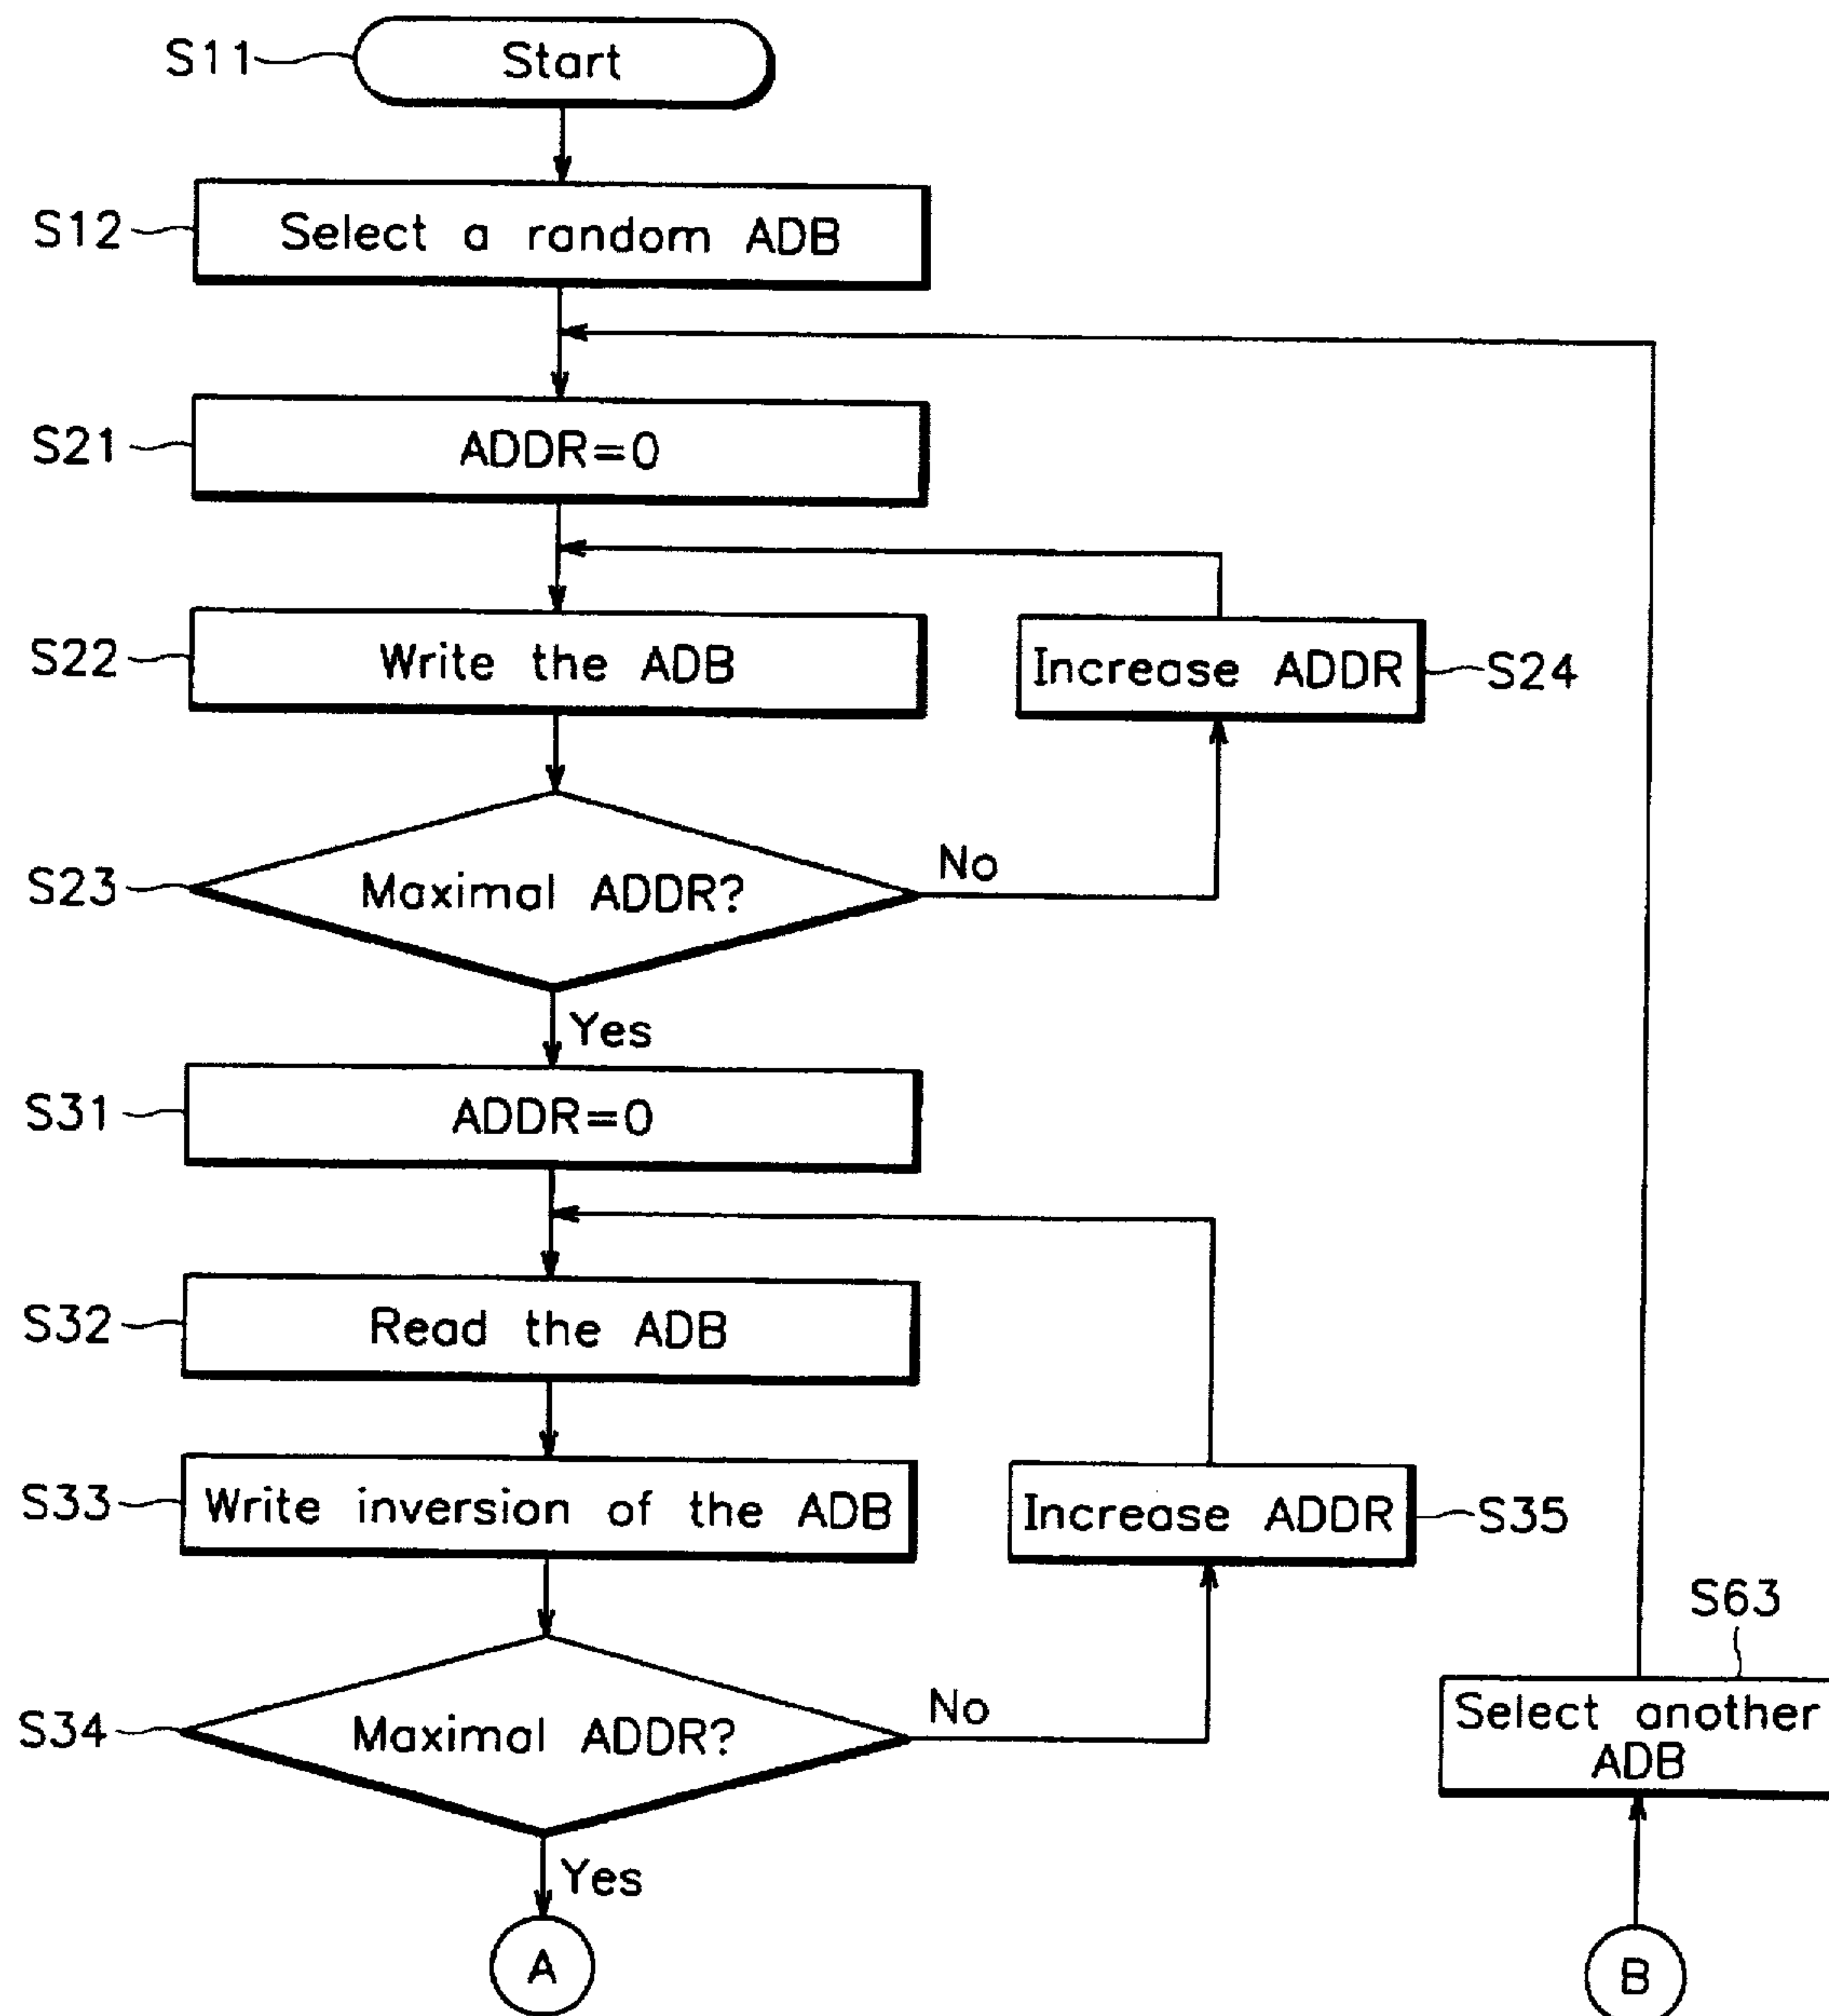 S11
Start
S12
Select a random ADB
S21
ADDR=0
S22
Write the ADB
Increase ADDR
S24
S23
Maximal ADDR?
No
Yes
S31
ADDR=0
S32
Read the ADB
S33
Write inversion of the ADB
Increase ADDR
S35
S63
Select another
ADB
S34
Maximal ADDR?
No
Yes
A
B